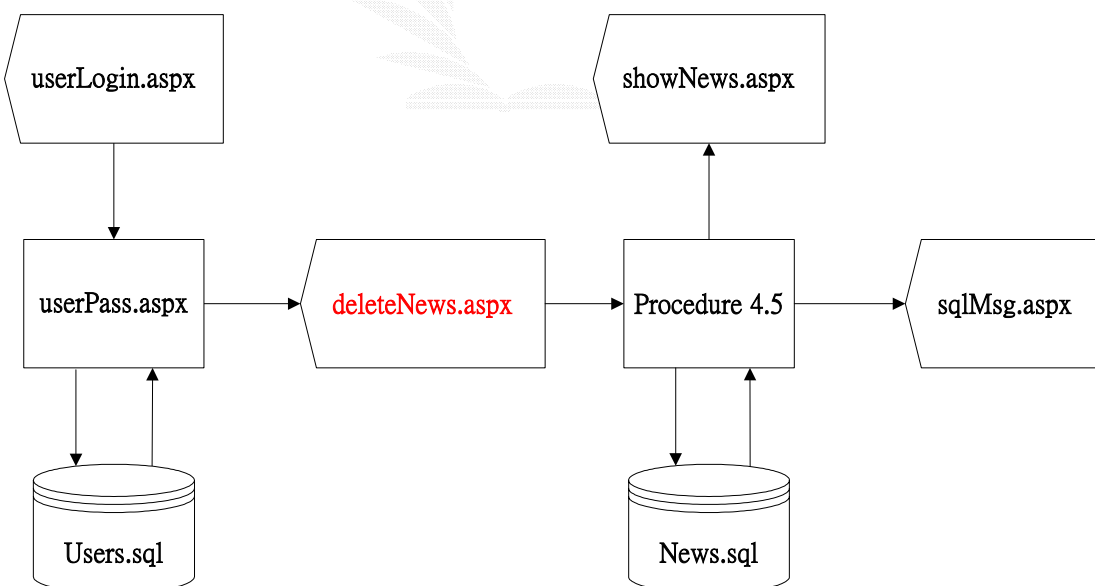 userLogin.aspx
showNews.aspx
userPass.aspx
deleteNews.aspx
Procedure 4.5
sqlMsg.aspx
Users.sql
News.sql